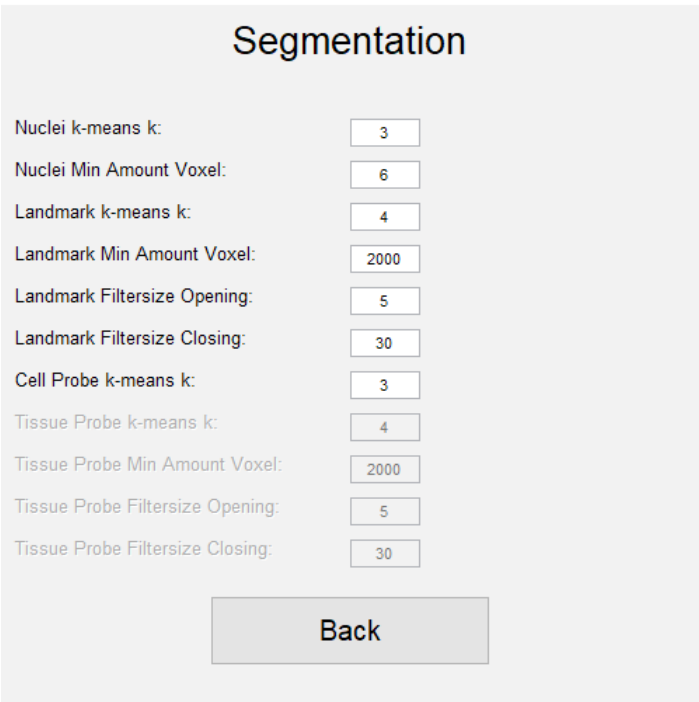 Segmentation
Nuclei k-means k: 3
Nuclei Min Amount Voxel: 6
Landmark k-means k: 4
Landmark Min Amount Voxel: 2000
Landmark Filtersize Opening: 5
Landmark Filtersize Closing: 30
Cell Probe k-means k: 3
Tissue Probe k-means k: 4
Tissue Probe Min Amount Voxel: 2000
Tissue Probe Filtersize Opening: 5
Tissue Probe Filtersize Closing: 30
Back